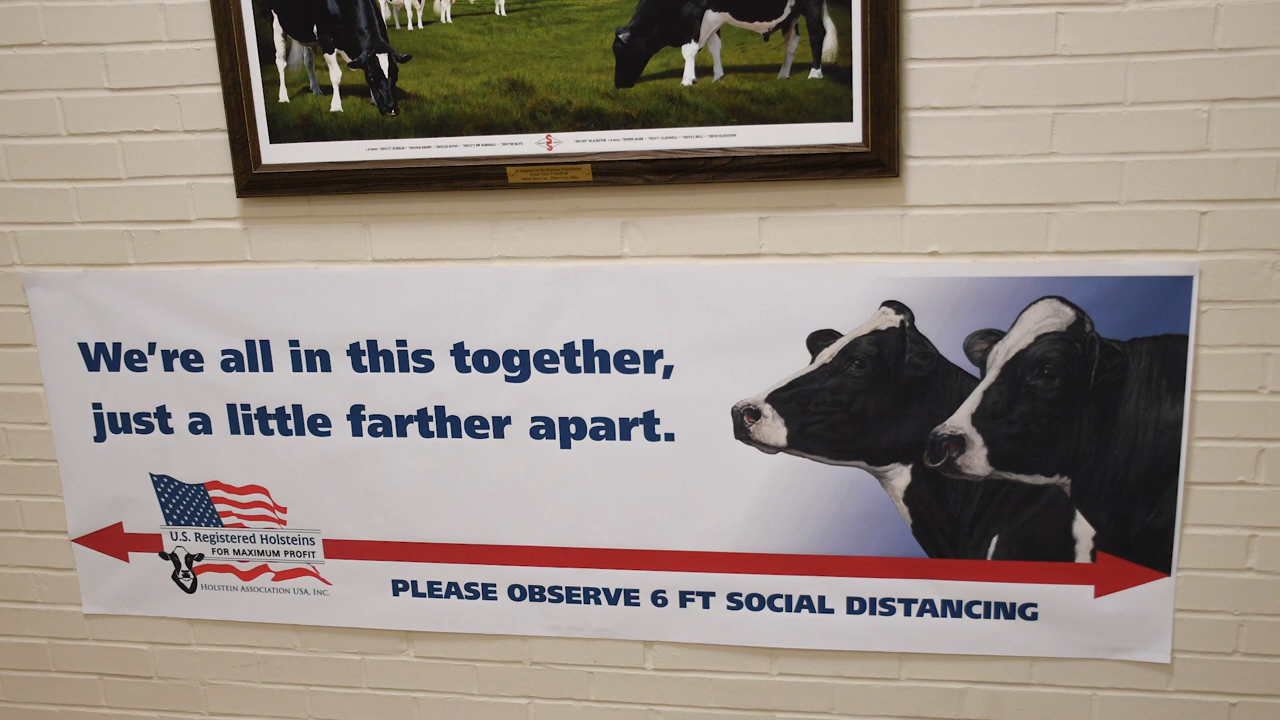 We're all in this together,
just a little farther apart.
U.S. Registered Holsteins
FOR MAXIMUM PROFIT
HOLSTEIN ASSOCIATION USA, INC.
PLEASE OBSERVE 6 FT SOCIAL DISTANCING